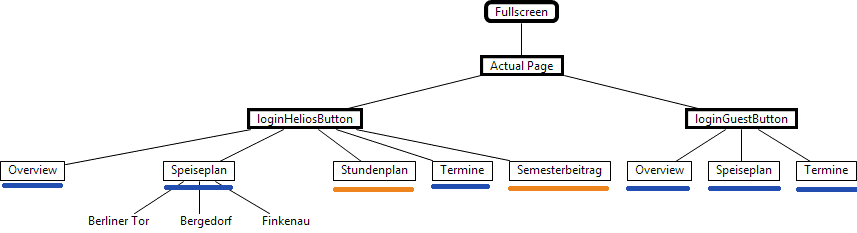 Fullscreen
Actual Page
loginHeliosButton
loginGuestButton
Overview
Speiseplan
Stundenplan
Termine
Semesterbeitrag
Overview
Speiseplan
Termine
Berliner Tor
Bergedorf
Finkenau